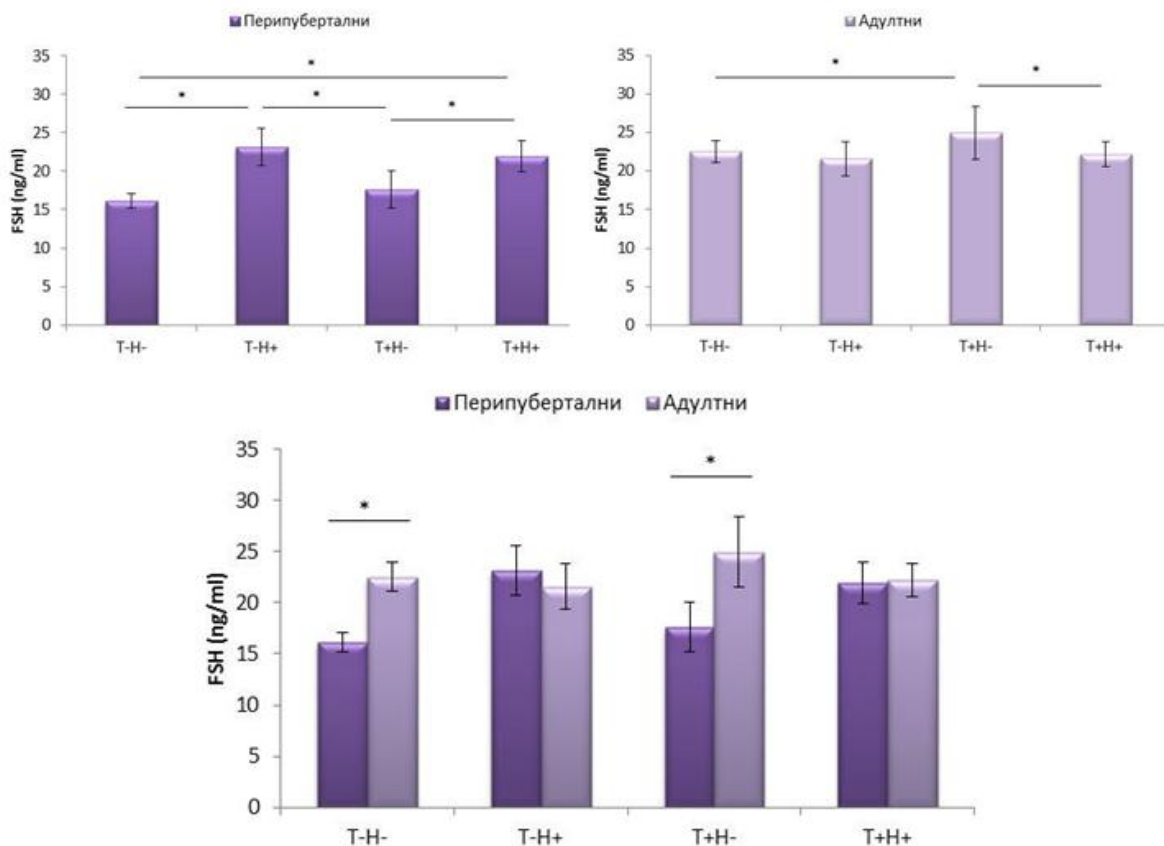 Перипубертални
*
*
*
*
FSH (ng/ml)
35
30
25
20
15
10
5
0
T-H-
T-H+
T+H-
T+H+
Адултни
*
*
FSH (ng/ml)
35
30
25
20
15
10
5
0
T-H-
T-H+
T+H-
T+H+
Перипубертални Адултни
*
*
FSH (ng/ml)
35
30
25
20
15
10
5
0
T-H-
T-H+
T+H-
T+H+